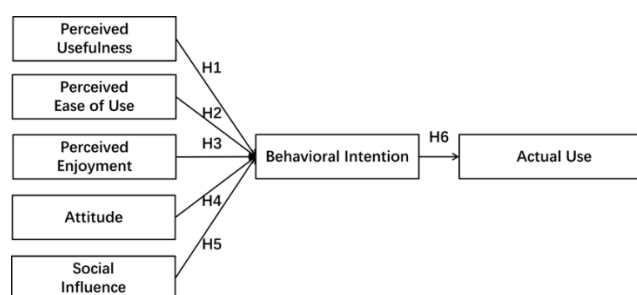 Perceived
Usefulness
H1
Perceived
Ease of Use
H2
Perceived
Enjoyment
H3
Behavioral Intention
H6
Actual Use
Attitude
H4
H5
Social
Influence